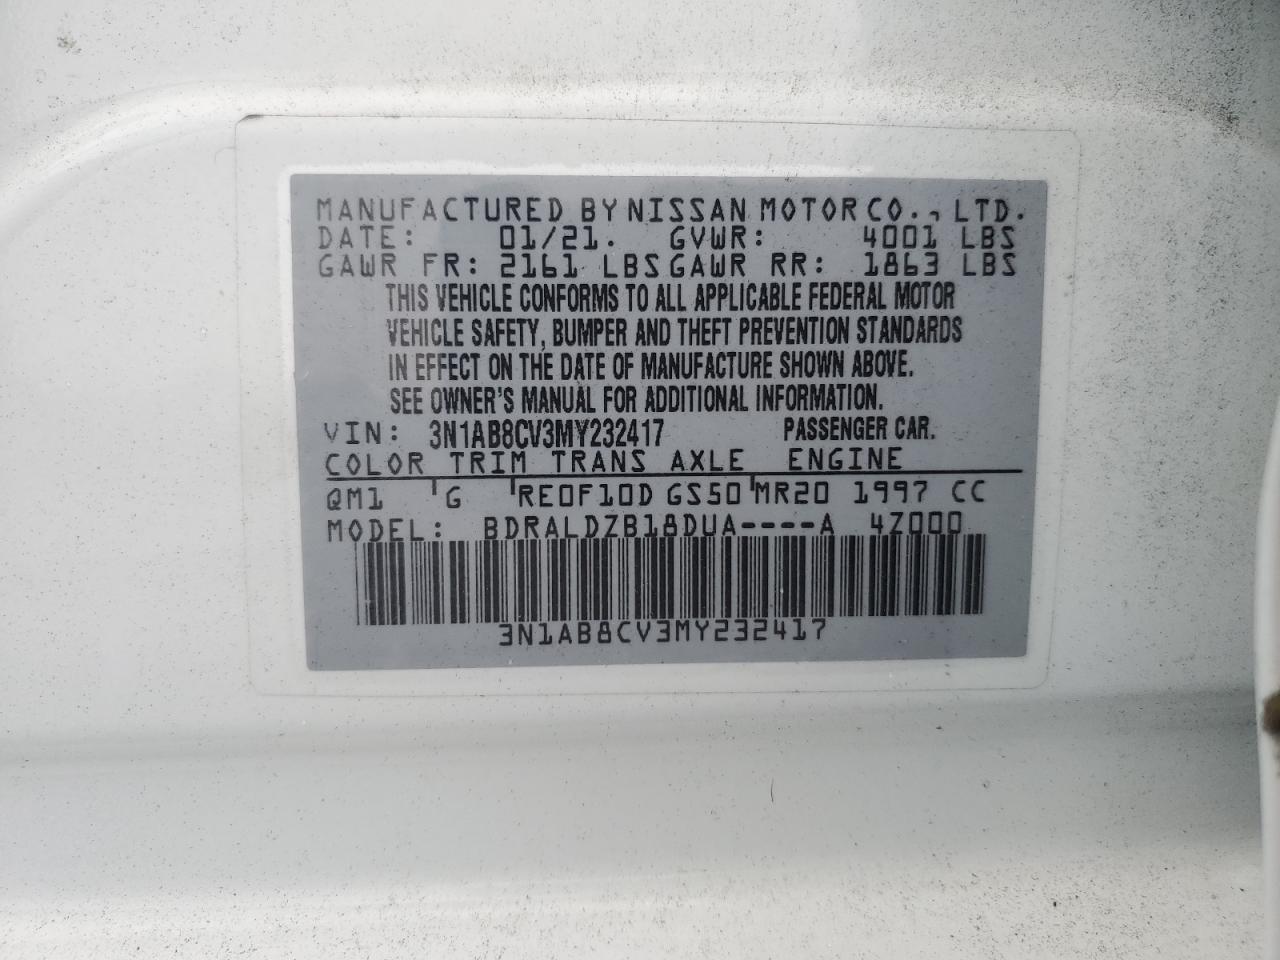 MANUFACTURED BY NISSAN MOTOR CO., LTD.
DATE: 01/21. GVWR: 4001 LBS
GAWR FR: 2161 LBS GAWR RR: 1863 LBS
THIS VEHICLE CONFORMS TO ALL APPLICABLE FEDERAL MOTOR
VEHICLE SAFETY, BUMPER AND THEFT PREVENTION STANDARDS
IN EFFECT ON THE DATE OF MANUFACTURE SHOWN ABOVE.
SEE OWNER'S MANUAL FOR ADDITIONAL INFORMATION.
VIN: 3N1AB8CV3MY232417 PASSENGER CAR.
COLOR TRIM TRANS AXLE ENGINE
QM1 G RE0F10D GS50 MR20 1997 CC
MODEL: BDRALDZB18DUA----A 4Z000
3N1AB8CV3MY232417